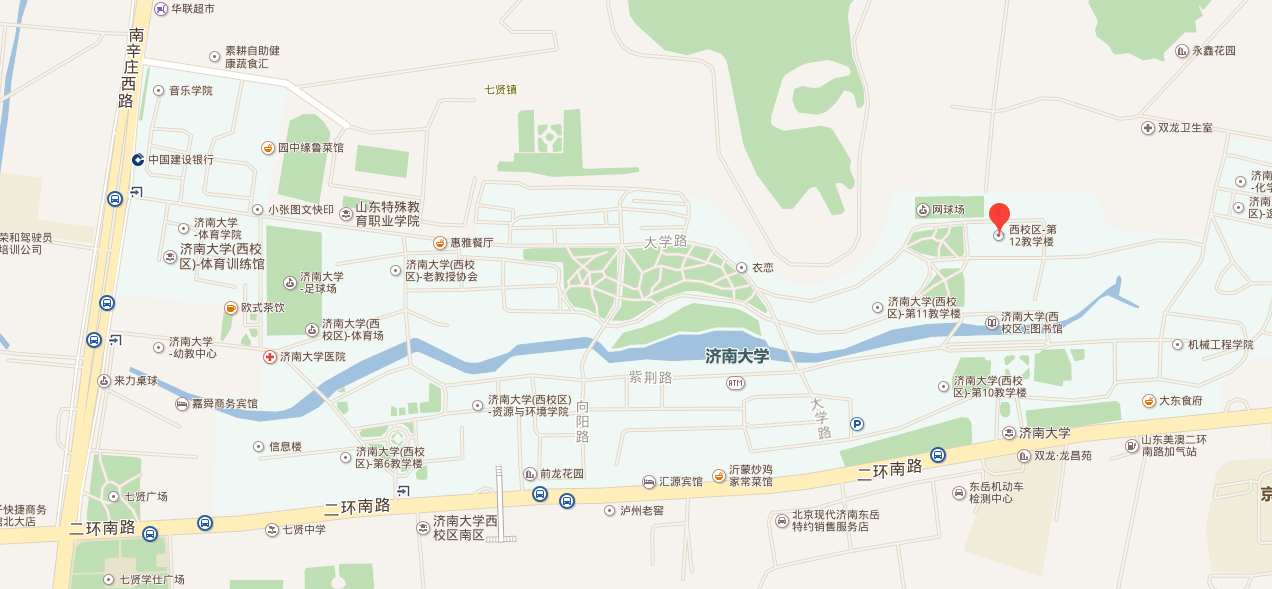 华联超市
南辛庄西路
素耕自助健
康蔬食汇
永鑫花园
音乐学院
七贤镇
双龙卫生室
中国建设银行
园中缘鲁菜馆
小张图文快印
山东特殊教
育职业学院
网球场
西校区-第
12教学楼
济南
-化学
济南
区)-逸
荣和驾驶员
培训公司
济南大学
-体育学院
济南大学(西校
区)-体育训练馆
惠雅餐厅
大学路
衣恋
济南大学(西校
区)-老教授协会
济南大学
-足球场
欧式茶饮
济南大学(西
校区)-体育场
济南大学(西校
区)-第11教学楼
济南大学(西
校区)-图书馆
济南大学
-幼教中心
济南大学医院
济南大学
机械工程学院
紫荆路
ATM
来力桌球
嘉舜商务宾馆
济南大学(西校区)
-资源与环境学院
向阳路
大学路
P
济南大学(西校
区)-第10教学楼
大东食府
信息楼
济南大学(西校
区)-第6教学楼
济南大学
山东美澳二环
南路加气站
双龙·龙昌苑
前龙花园
汇源宾馆
沂蒙炒鸡
家常菜馆
二环南路
七贤广场
东岳机动车
检测中心
京
子快捷商务
南北大店
二环南路
二环南路
七贤中学
济南大学西
校区南区
泸州老窖
北京现代济南东岳
特约销售服务店
七贤学仕广场